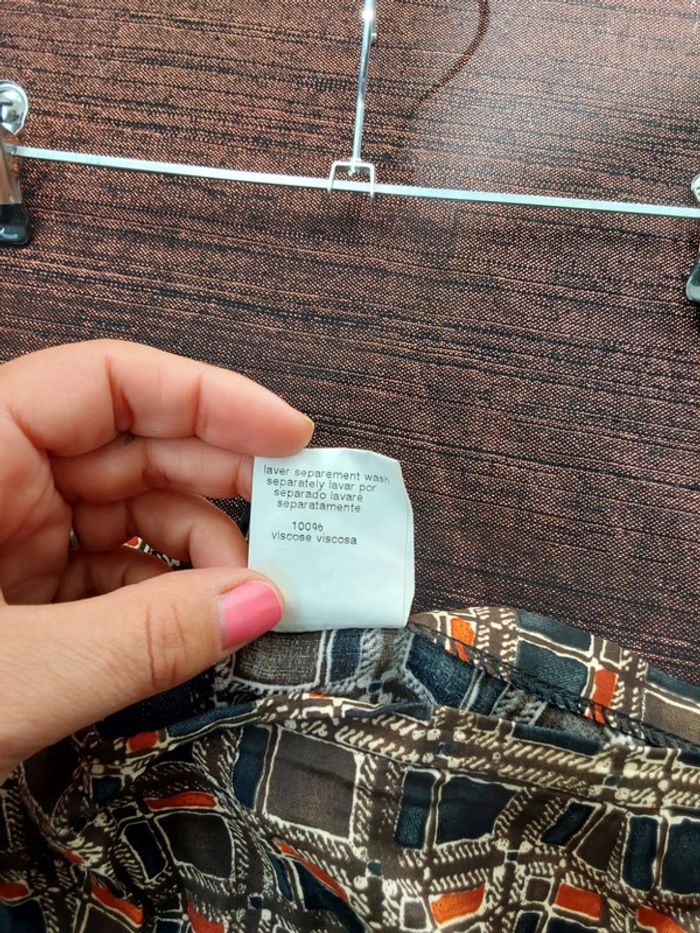 laver separement wash
separately lavar por
separado lavare
separatamente
100%
viscose viscosa